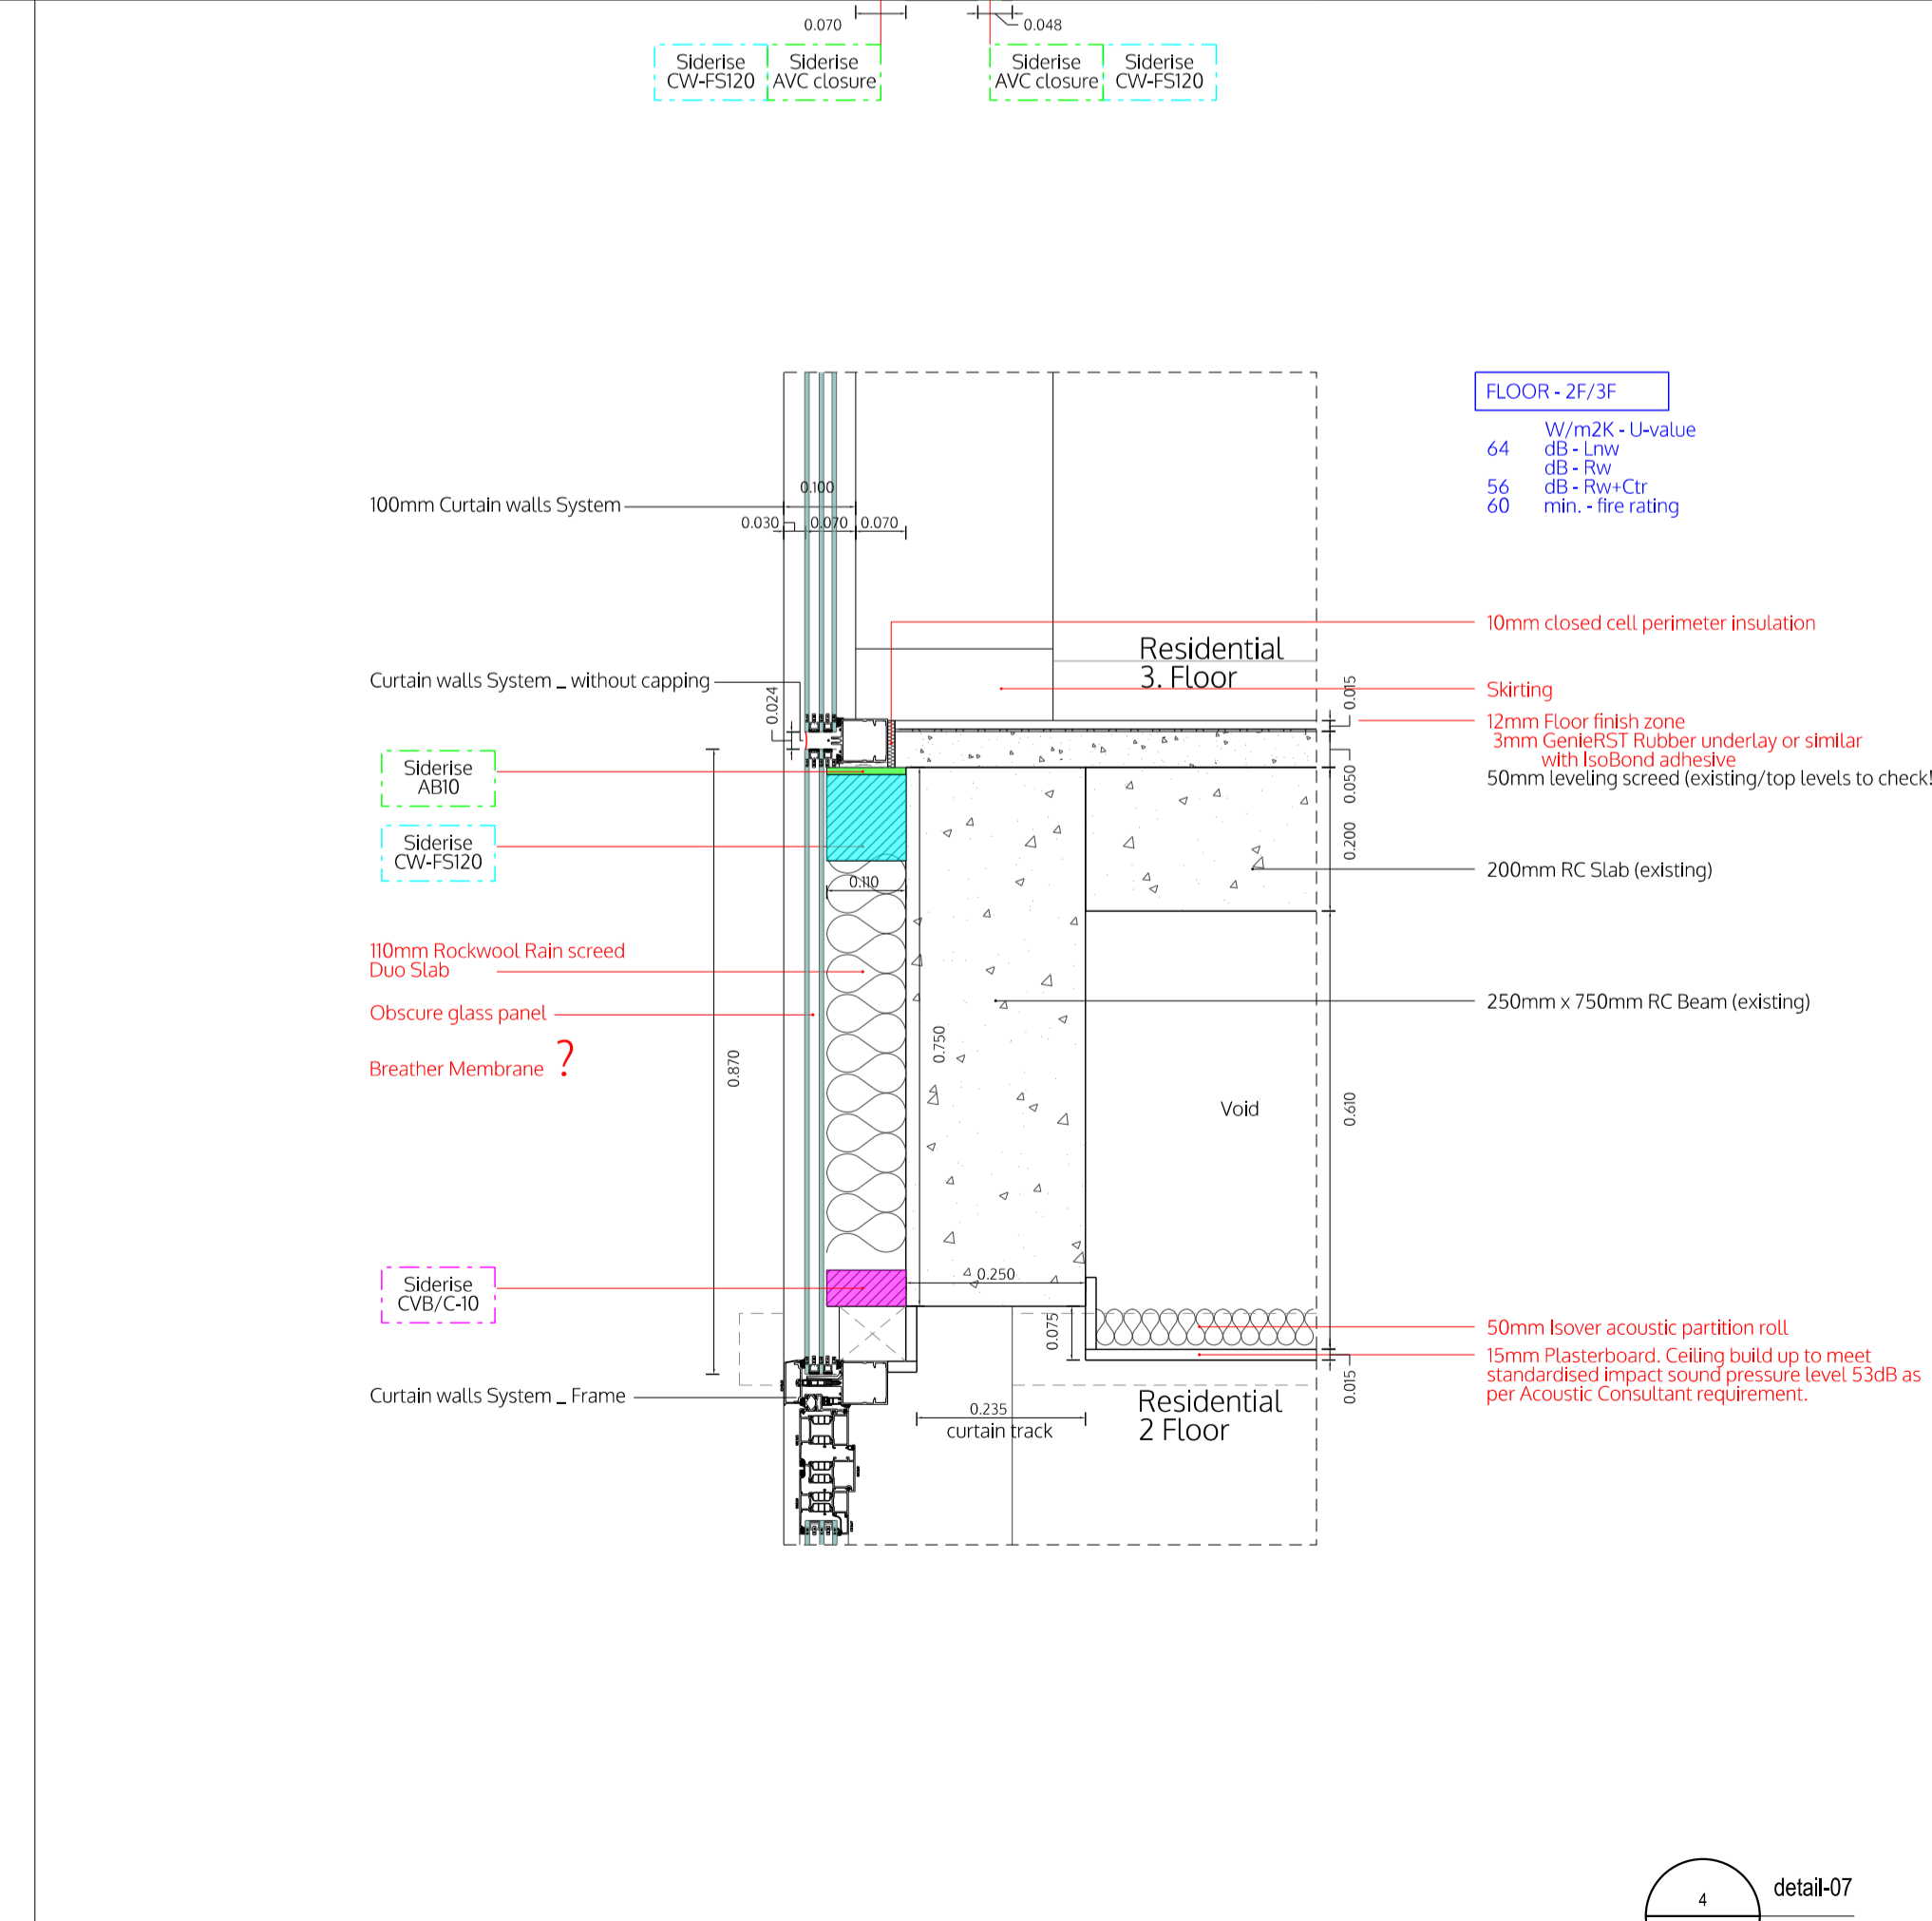 0.070
0.048
Siderise
CW-FS120
Siderise
AVC closure
Siderise
AVC closure
Siderise
CW-FS120
FLOOR - 2F/3F
W/m2K - U-value
64 dB - Lnw
dB - Rw
56 dB - Rw+Ctr
60 min. - fire rating
0.100
100mm Curtain walls System
0.030
0.070
0.070
10mm closed cell perimeter insulation
Residential
3. Floor
Curtain walls System _ without capping
0.024
0.015
Skirting
12mm Floor finish zone
3mm GenieRST Rubber underlay or similar
with IsoBond adhesive
50mm leveling screed (existing/top levels to check!
Siderise
AB10
0.050
Siderise
CW-FS120
0.200
200mm RC Slab (existing)
0.110
110mm Rockwool Rain screed
Duo Slab
250mm x 750mm RC Beam (existing)
Obscure glass panel
Breather Membrane ?
0.870
0.750
Void
0.610
Siderise
CVB/C-10
0.250
0.075
50mm Isover acoustic partition roll
15mm Plasterboard. Ceiling build up to meet
standardised impact sound pressure level 53dB as
per Acoustic Consultant requirement.
0.015
Curtain walls System _ Frame
Residential
2 Floor
0.235
curtain track
4
detail-07